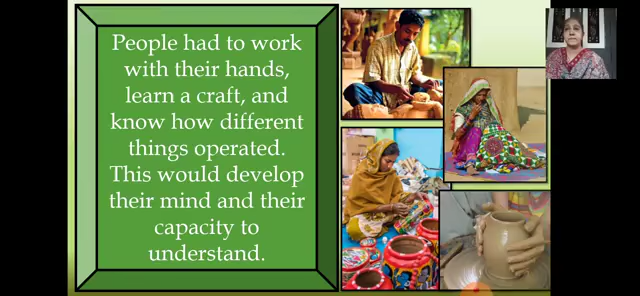 People had to work
with their hands,
learn a craft, and
know how different
things operated.
This would develop
their mind and their
capacity to
understand.